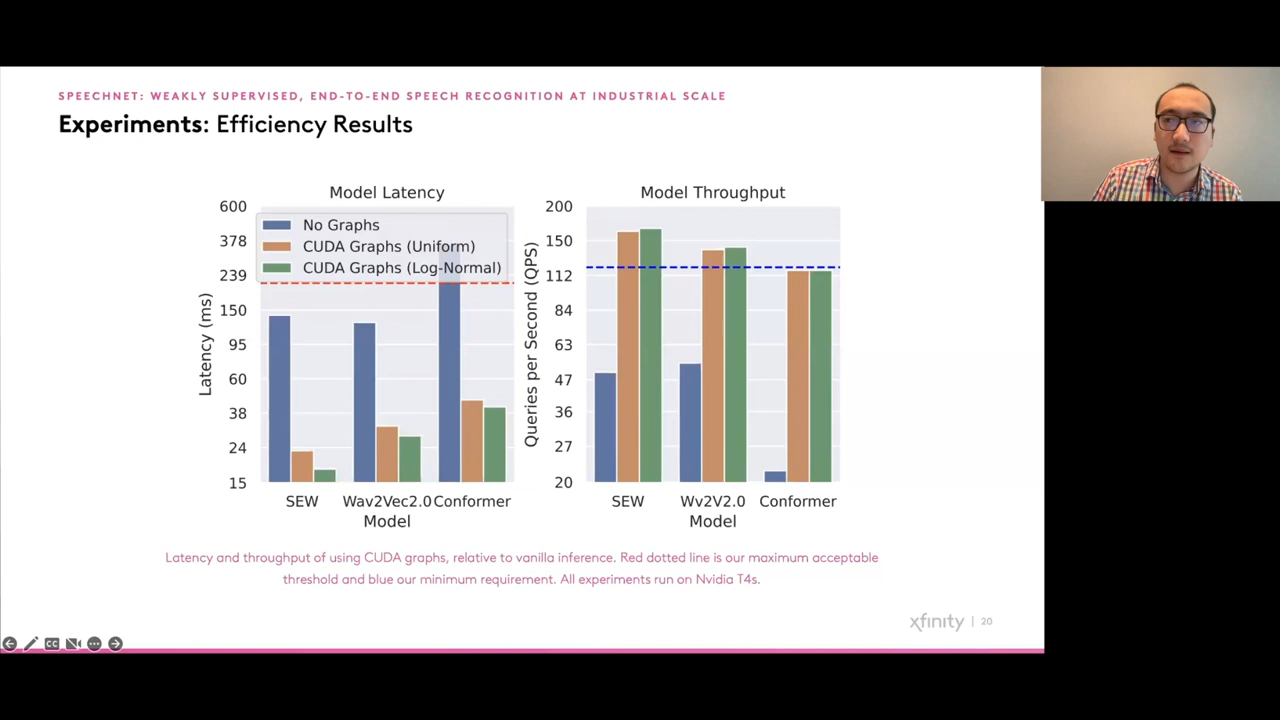 SPEECHNET: WEAKLY SUPERVISED, END-TO-END SPEECH RECOGNITION AT INDUSTRIAL SCALE
Experiments: Efficiency Results
Model Latency
600
378
239
150
95
60
38
24
15
Latency (ms)
No Graphs
CUDA Graphs (Uniform)
CUDA Graphs (Log-Normal)
SEW Wav2Vec2.0 Conformer
Model
Model Throughput
200
150
112
84
63
47
36
27
20
Queries per Second (QPS)
SEW Wv2V2.0 Conformer
Model
Latency and throughput of using CUDA graphs, relative to vanilla inference. Red dotted line is our maximum acceptable
threshold and blue our minimum requirement. All experiments run on Nvidia T4s.
xfinity | 20
CC